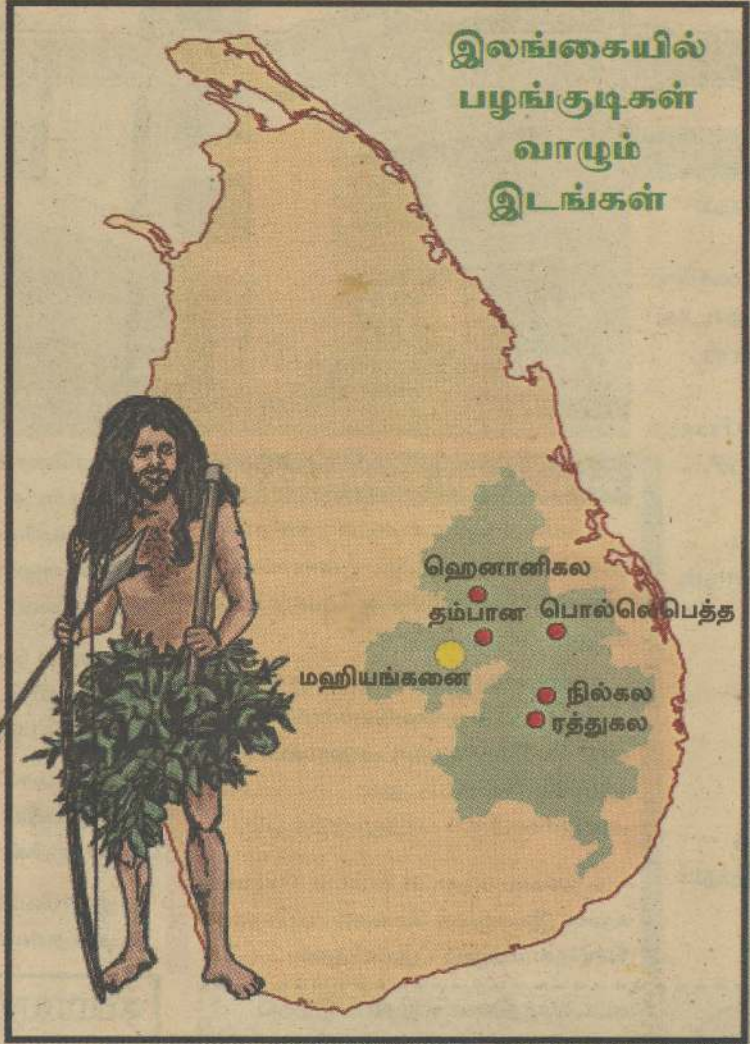 இலங்கையில்
பழங்குடிகள்
வாழும்
இடங்கள்
ஹெனானிகல
தம்பான பொல்லெபெத்த
மஹியங்கனை
நில்கல
ரத்துகல